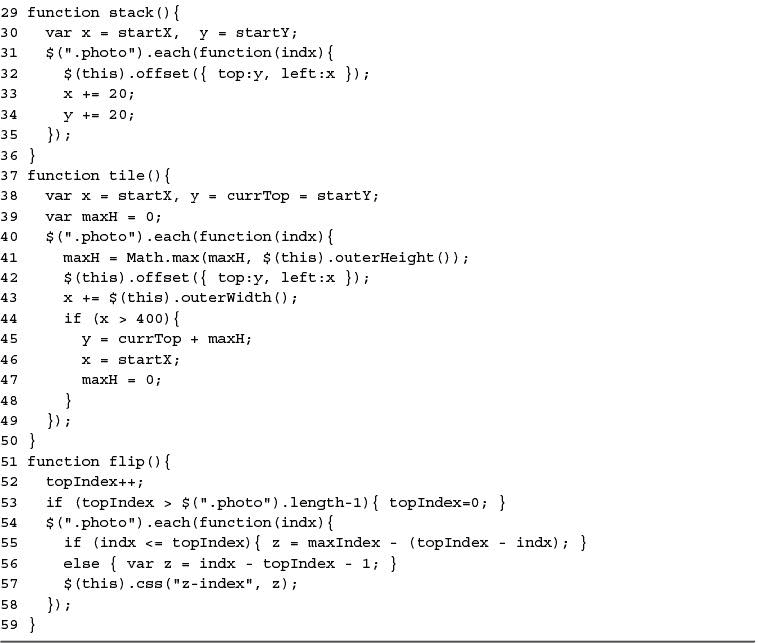 29 function stack(){
30   var x = startX,  y = startY;
31   $(".photo").each(function(indx){
32     $(this).offset({ top:y, left:x });
33     x += 20;
34     y += 20;
35   });
36 }
37 function tile(){
38   var x = startX, y = currTop = startY;
39   var maxH = 0;
40   $(".photo").each(function(indx){
41     maxH = Math.max(maxH, $(this).outerHeight());
42     $(this).offset({ top:y, left:x });
43     x += $(this).outerWidth();
44     if (x > 400){
45       y = currTop + maxH;
46       x = startX;
47       maxH = 0;
48     }
49   });
50 }
51 function flip(){
52   topIndex++;
53   if (topIndex > $(".photo").length-1){ topIndex=0; }
54   $(".photo").each(function(indx){
55     if (indx <= topIndex){ z = maxIndex - (topIndex - indx); }
56     else { var z = indx - topIndex - 1; }
57     $(this).css("z-index", z);
58   });
59 }